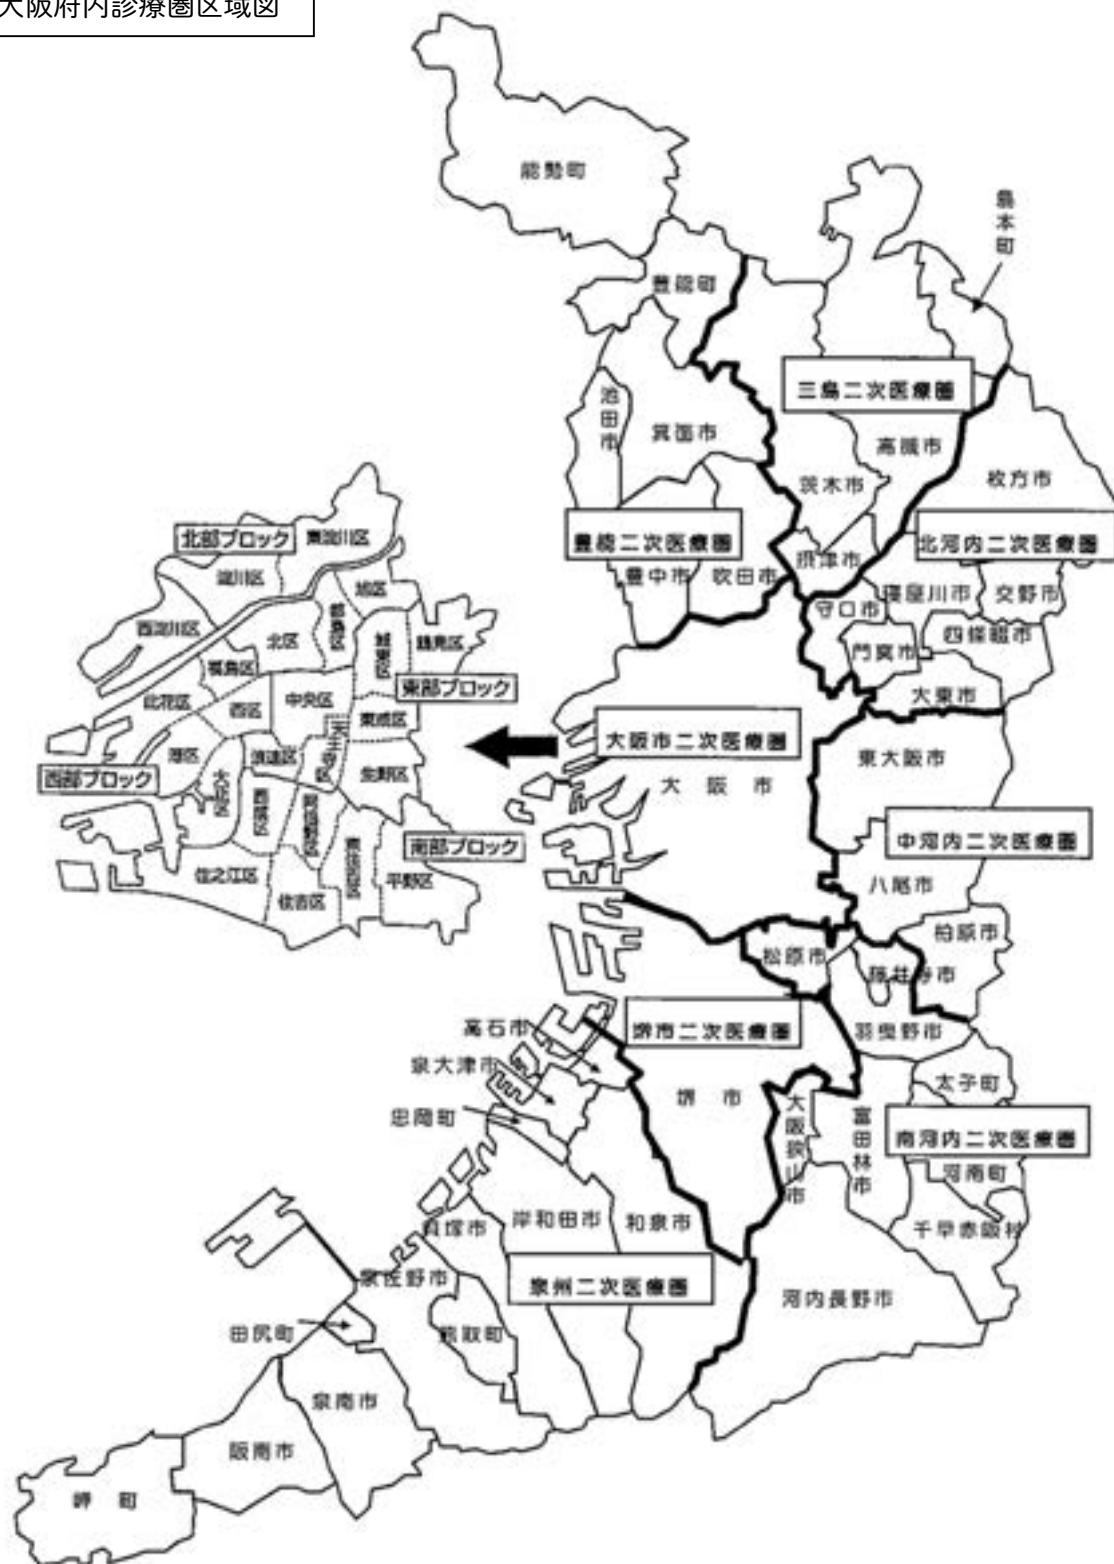 大阪府内診療圏区域図
能勢町
島本町
豊能町
三島二次医療圏
池田市
箕面市
高槻市
茨木市
枚方市
北部ブロック
東淀川区
豊能二次医療圏
北河内二次医療圏
淀川区
旭区
豊中市
吹田市
摂津市
寝屋川市
交野市
守口市
西淀川区
北区
都島区
城東区
鶴見区
門真市
四條畷市
福島区
東部ブロック
大東市
此花区
西区
中央区
東成区
大阪市二次医療圏
港区
浪速区
天王寺区
生野区
東大阪市
西部ブロック
大正区
西成区
阿倍野区
大阪市
南部ブロック
中河内二次医療圏
東住吉区
住之江区
平野区
住吉区
八尾市
柏原市
松原市
藤井寺市
高石市
堺市二次医療圏
羽曳野市
泉大津市
太子町
忠岡町
堺市
大阪狭山市
富田林市
南河内二次医療圏
河南町
貝塚市
岸和田市
和泉市
千早赤阪村
泉佐野市
泉州二次医療圏
河内長野市
田尻町
熊取町
泉南市
阪南市
岬町